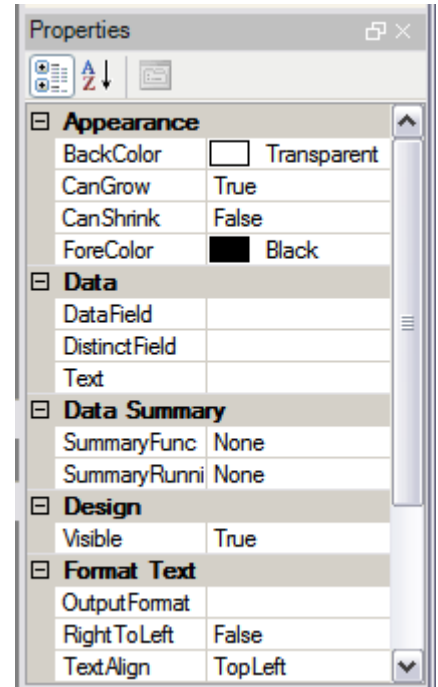 Properties
A Z
Appearance
BackColor Transparent
CanGrow True
CanShrink False
ForeColor Black
Data
DataField
DistinctField
Text
Data Summary
SummaryFunc None
SummaryRunni None
Design
Visible True
Format Text
OutputFormat
RightToLeft False
TextAlign TopLeft